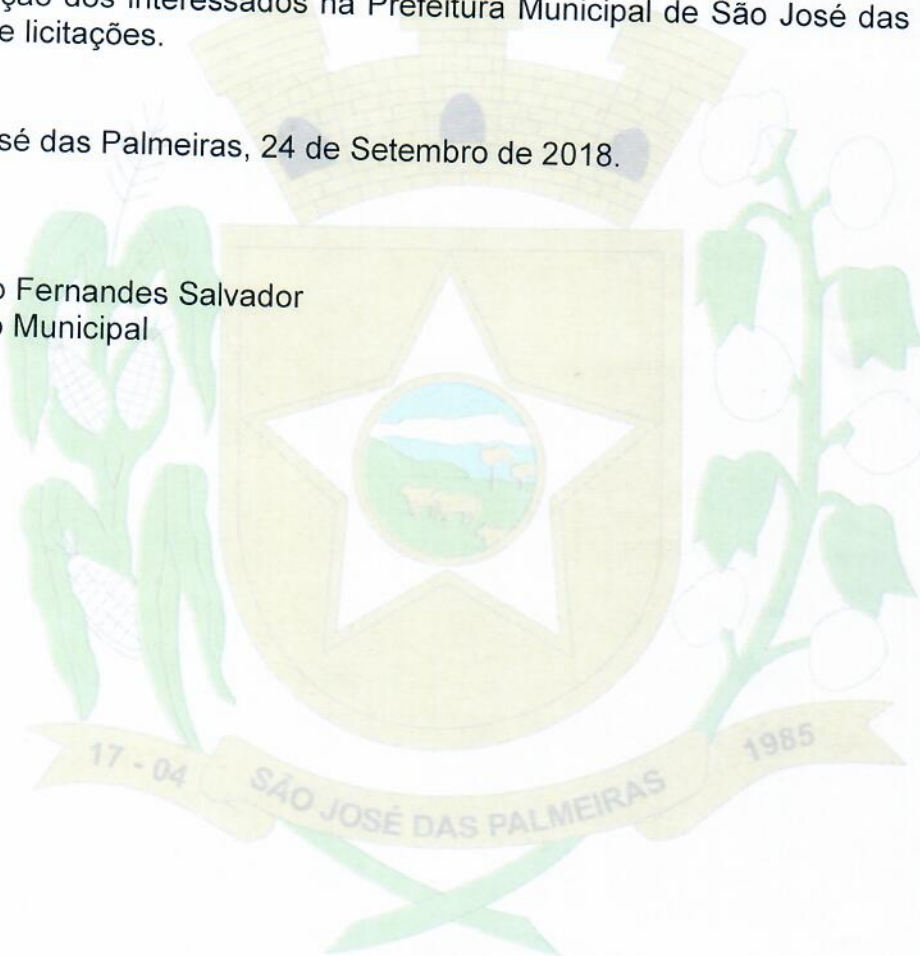 ção dos interessados na Prefeitura Municipal de São José das
e licitações.
sé das Palmeiras, 24 de Setembro de 2018.
o Fernandes Salvador
o Municipal
17 - 04
SÃO JOSÉ DAS PALMEIRAS
1985